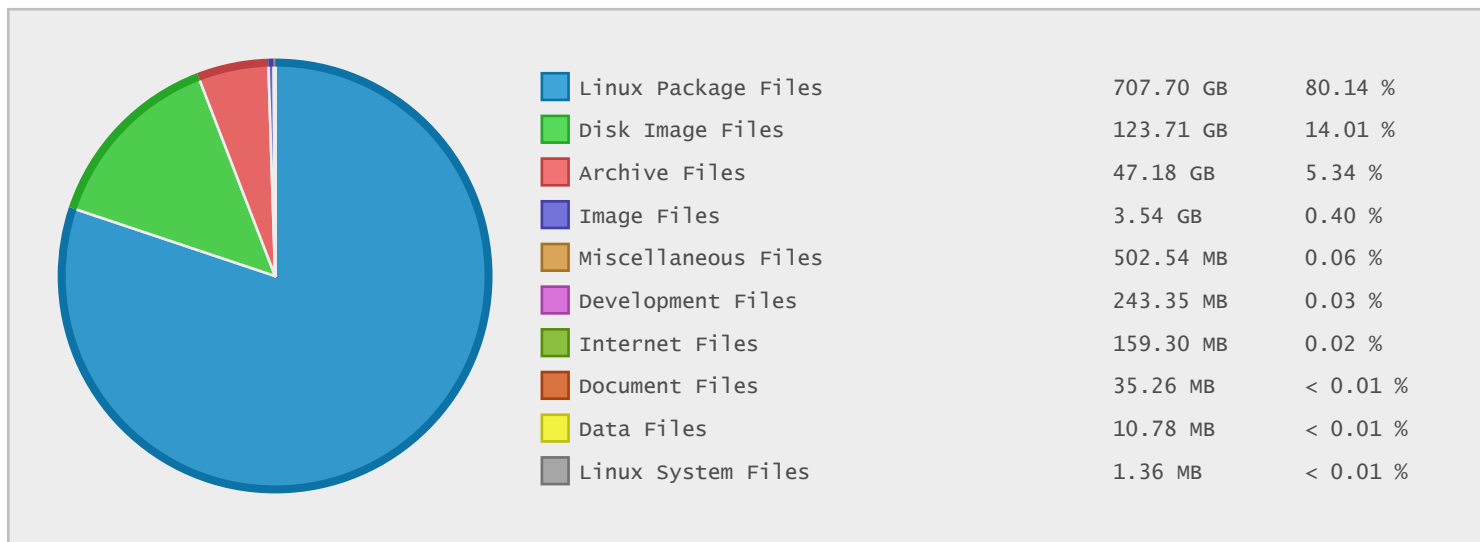 Linux Package Files 707.70 GB 80.14 %
Disk Image Files 123.71 GB 14.01 %
Archive Files 47.18 GB 5.34 %
Image Files 3.54 GB 0.40 %
Miscellaneous Files 502.54 MB 0.06 %
Development Files 243.35 MB 0.03 %
Internet Files 159.30 MB 0.02 %
Document Files 35.26 MB < 0.01 %
Data Files 10.78 MB < 0.01 %
Linux System Files 1.36 MB < 0.01 %